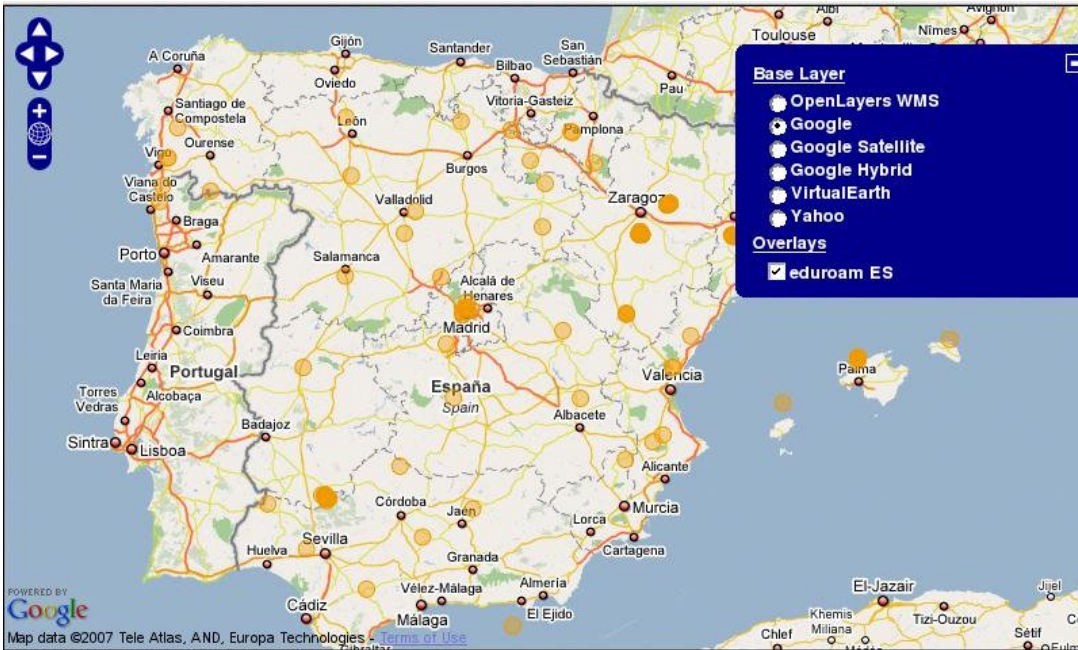 Albi
Avignon
Nîmes
Toulouse
Gijón
Santander
San
Sebastián
A Coruña
Oviedo
Bilbao
Pau
Vitoria-Gasteiz
Santiago de
Compostela
León
Pamplona
Ourense
Vigo
Burgos
Viana do
Castelo
Valladolid
Zaragoz
Braga
Porto
Amarante
Salamanca
Alcalá de
Henares
Santa Maria
da Feira
Viseu
Madrid
Coimbra
Leiria
Portugal
Palma
Valencia
España
Spain
Torres
Vedras
Alcobaça
Albacete
Badajoz
Sintra
Lisboa
Alicante
Córdoba
Jaén
Murcia
Lorca
Sevilla
Huelva
Cartagena
Granada
Almería
Vélez-Málaga
El-Jazair
Jijel
Cádiz
El Ejido
Málaga
Khemis
Miliana
Tizi-Ouzou
Chlef
Sétif
Gibraltar
Base Layer
OpenLayers WMS
Google
Google Satellite
Google Hybrid
VirtualEarth
Yahoo
Overlays
eduroam ES
POWERED BY
Google
Map data ©2007 Tele Atlas, AND, Europa Technologies - Terms of Use